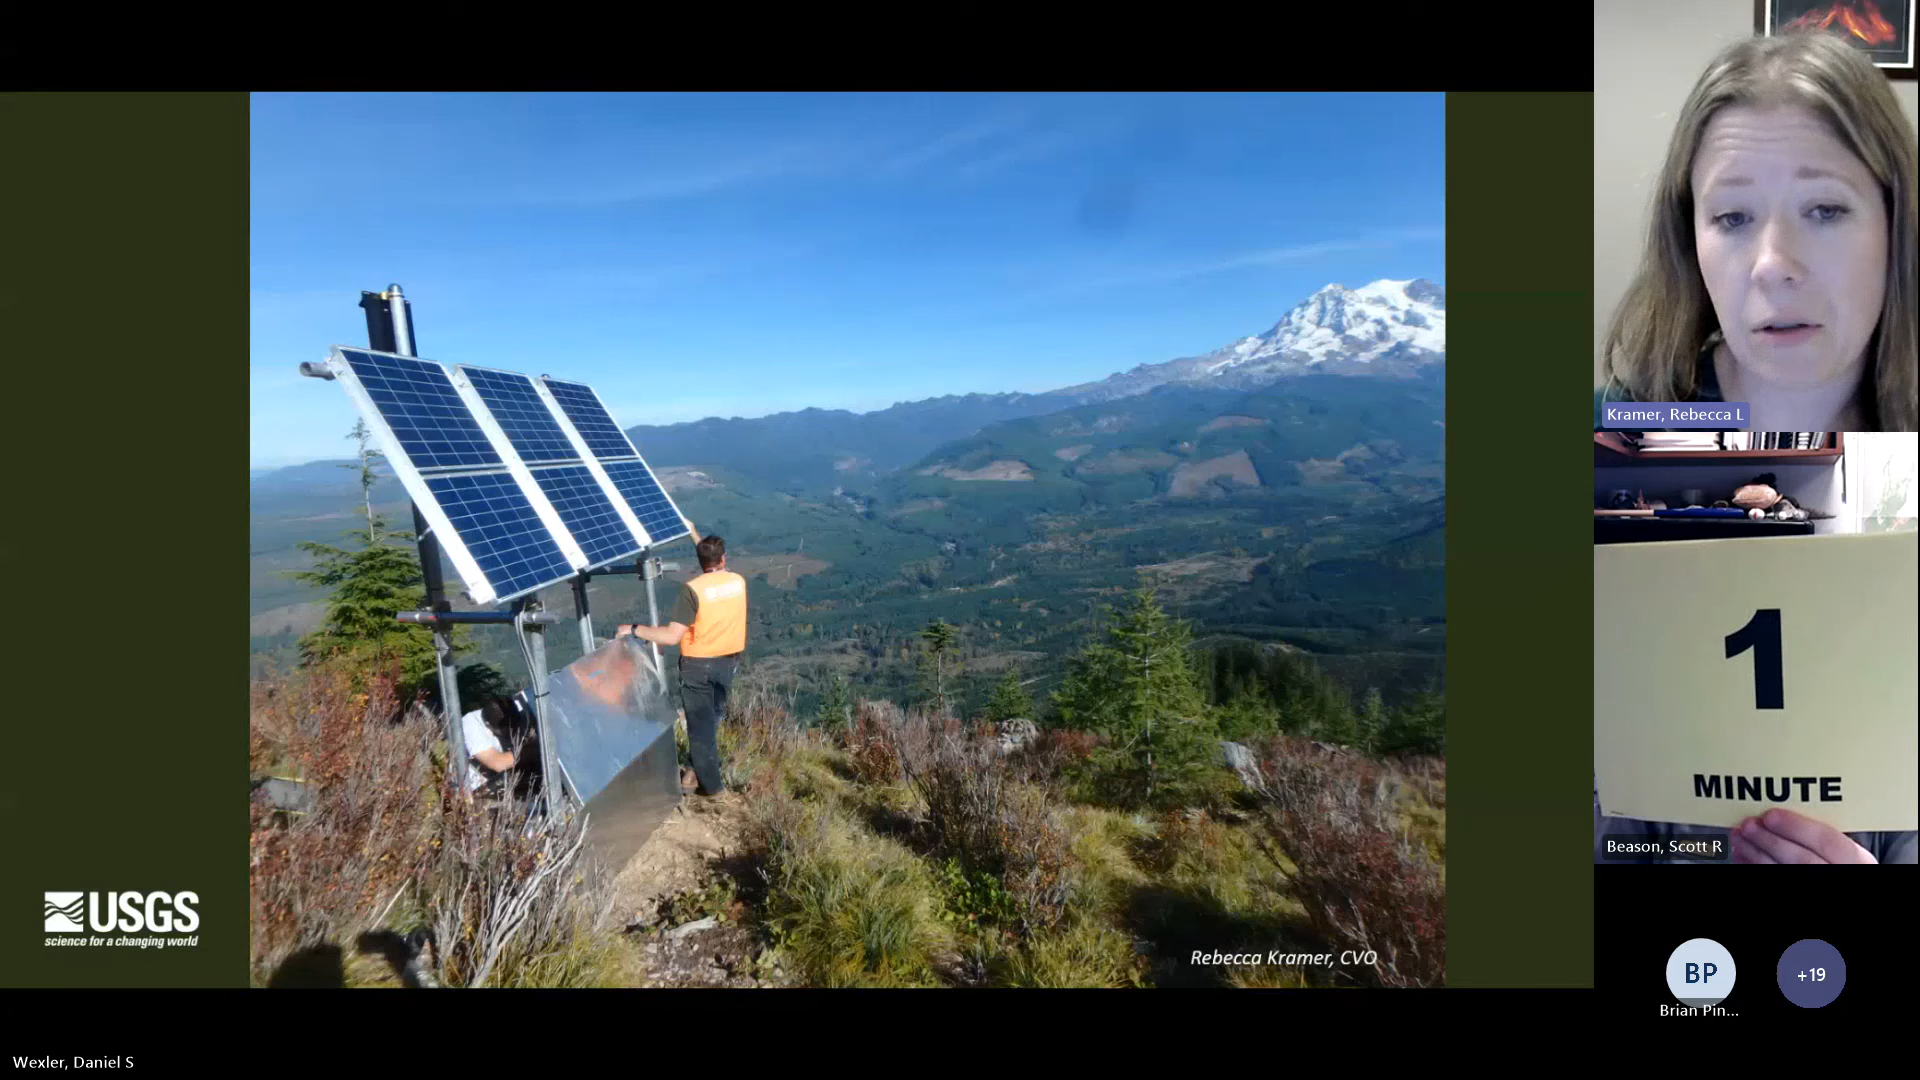 USGS
science for a changing world
Rebecca Kramer, CVO
Kramer, Rebecca L
1
MINUTE
Beason, Scott R
BP
+19
Brian Pin...
Wexler, Daniel S